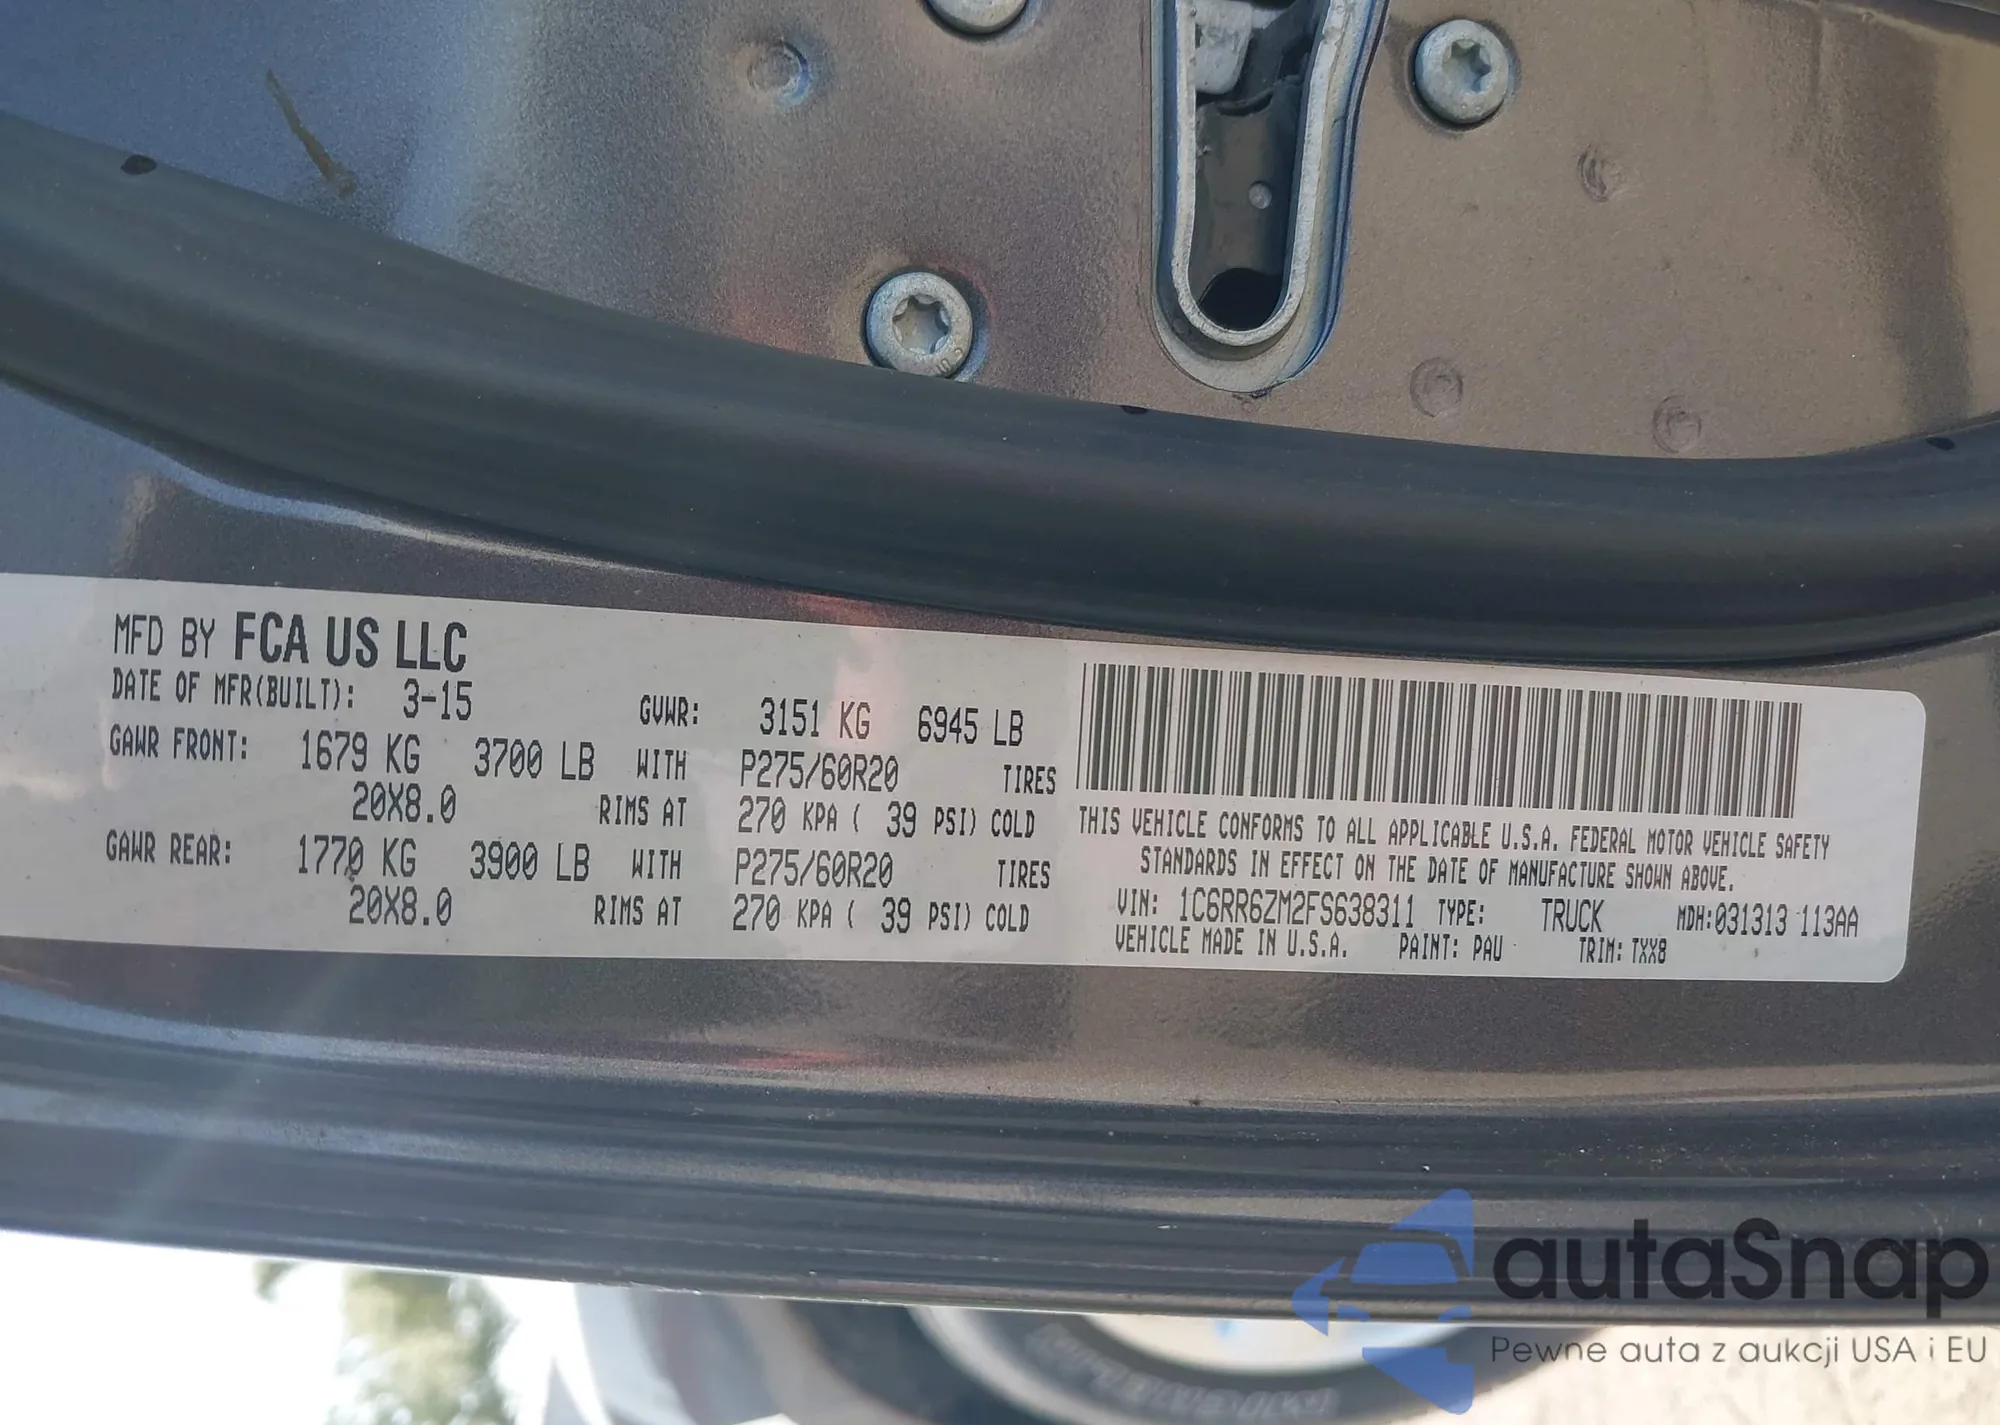 MFD BY FCA US LLC
DATE OF MFR(BUILT): 3-15 GVWR: 3151 KG 6945 LB
GAWR FRONT: 1679 KG 3700 LB WITH P275/60R20 TIRES
20X8.0 RIMS AT 270 KPA ( 39 PSI) COLD
GAWR REAR: 1770 KG 3900 LB WITH P275/60R20 TIRES
20X8.0 RIMS AT 270 KPA ( 39 PSI) COLD
THIS VEHICLE CONFORMS TO ALL APPLICABLE U.S.A. FEDERAL MOTOR VEHICLE SAFETY
STANDARDS IN EFFECT ON THE DATE OF MANUFACTURE SHOWN ABOVE.
VIN: 1C6RR6ZM2FS638311 TYPE: TRUCK MDH:031313 113AA
VEHICLE MADE IN U.S.A. PAINT: PAU TRIM: TXX8
autaSnap
Pewne auta z aukcji USA i EU